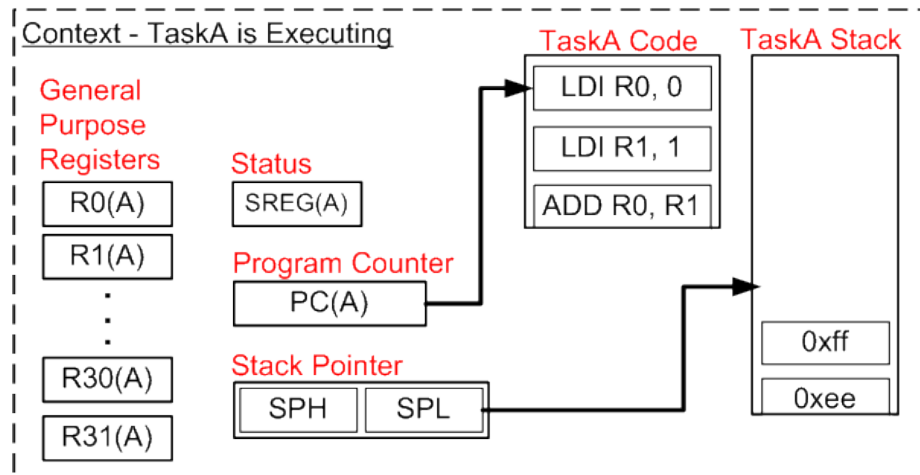 Context - TaskA is Executing
TaskA Code
TaskA Stack
General
Purpose
Registers
R0(A)
R1(A)
R30(A)
R31(A)
Status
SREG(A)
Program Counter
PC(A)
Stack Pointer
SPH
SPL
LDI R0, 0
LDI R1, 1
ADD R0, R1
0xff
0xee